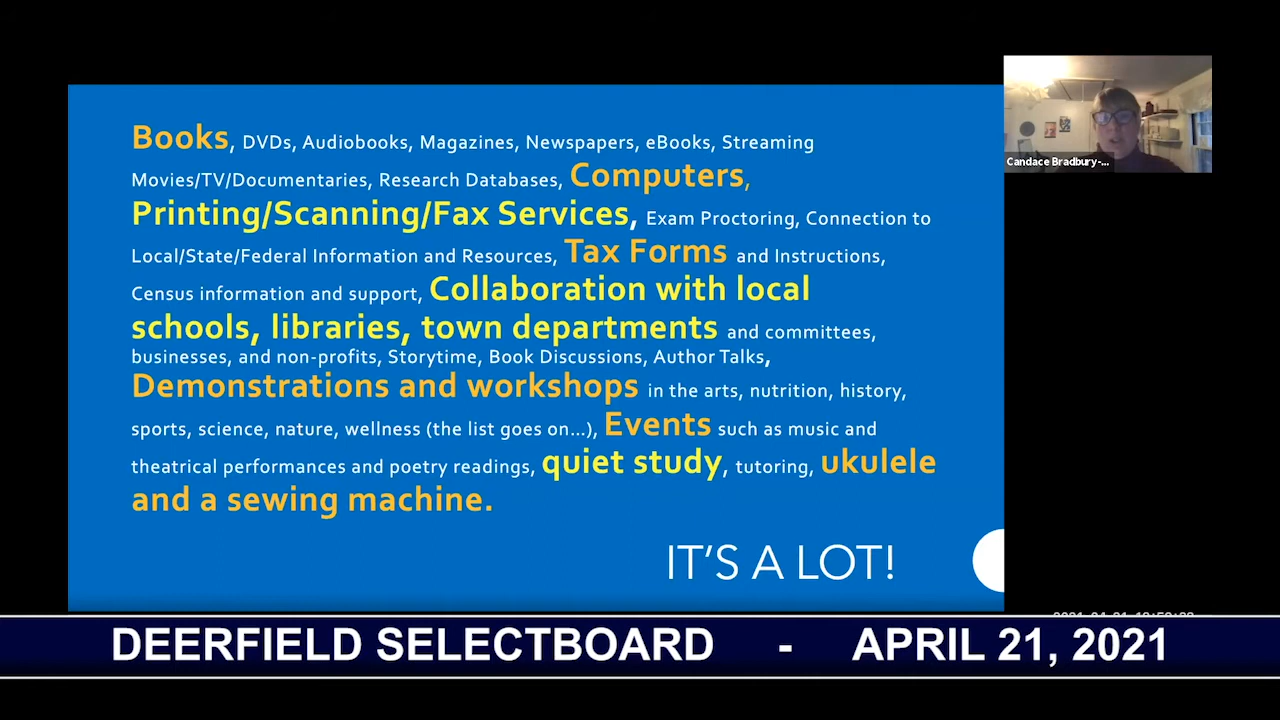 Books, DVDs, Audiobooks, Magazines, Newspapers, eBooks, Streaming
Movies/TV/Documentaries, Research Databases, Computers,
Printing/Scanning/Fax Services, Exam Proctoring, Connection to
Local/State/Federal Information and Resources, Tax Forms and Instructions,
Census information and support, Collaboration with local
schools, libraries, town departments and committees,
businesses, and non-profits, Storytime, Book Discussions, Author Talks,
Demonstrations and workshops in the arts, nutrition, history,
sports, science, nature, wellness (the list goes on...), Events such as music and
theatrical performances and poetry readings, quiet study, tutoring, ukulele
and a sewing machine.
IT'S A LOT!
Candace Bradbury-...
DEERFIELD SELECTBOARD - APRIL 21, 2021